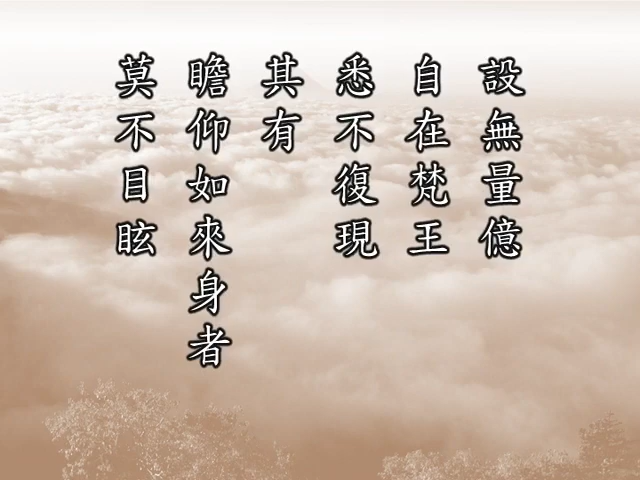 設無量億
自在梵王
悉不復現
其有
瞻仰如來身者
莫不目眩